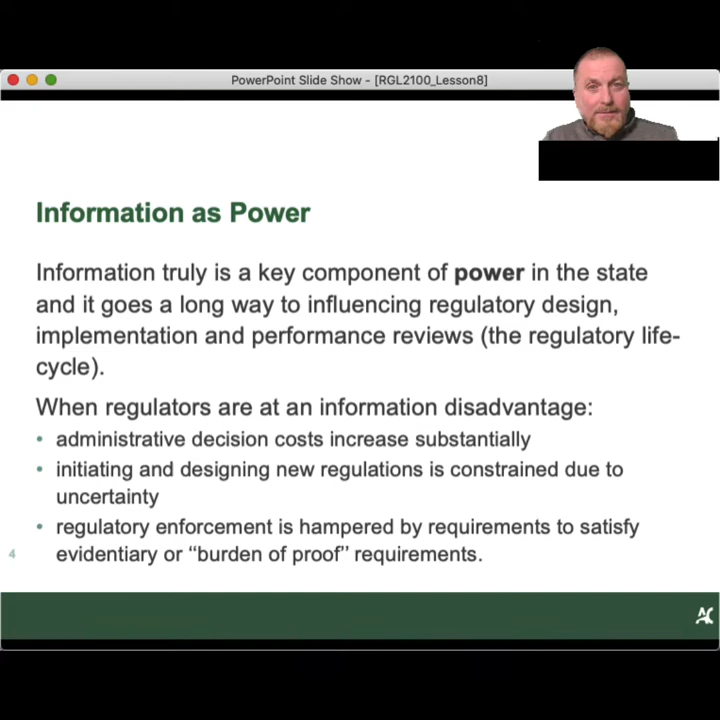 PowerPoint Slide Show - [RGL2100_Lesson8]
Information as Power
Information truly is a key component of power in the state
and it goes a long way to influencing regulatory design,
implementation and performance reviews (the regulatory life-
cycle).
When regulators are at an information disadvantage:
• administrative decision costs increase substantially
• initiating and designing new regulations is constrained due to
uncertainty
• regulatory enforcement is hampered by requirements to satisfy
evidentiary or “burden of proof” requirements.
4